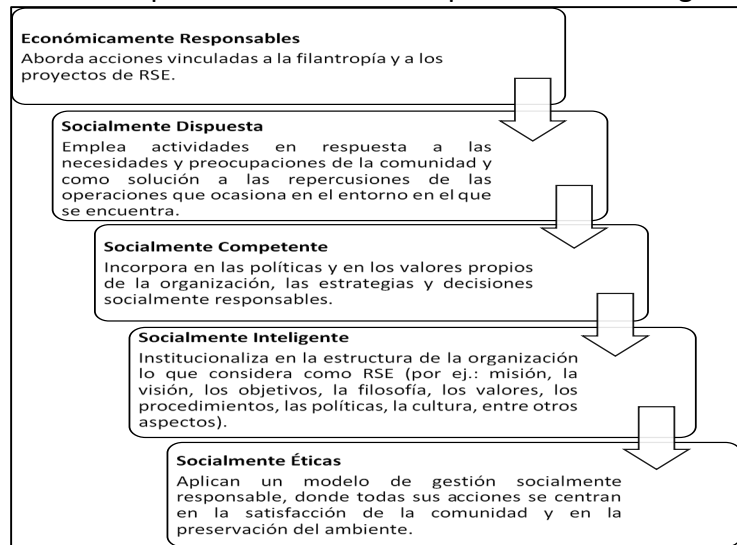 Económicamente Responsables
Aborda acciones vinculadas a la filantropía y a los
proyectos de RSE.
Socialmente Dispuesta
Emplea actividades en respuesta a las
necesidades y preocupaciones de la comunidad y
como solución a las repercusiones de las
operaciones que ocasiona en el entorno en el que
se encuentra.
Socialmente Competente
Incorpora en las políticas y en los valores propios
de la organización, las estrategias y decisiones
socialmente responsables.
Socialmente Inteligente
Institucionaliza en la estructura de la organización
lo que considera como RSE (por ej.: misión, la
visión, los objetivos, la filosofía, los valores, los
procedimientos, las políticas, la cultura, entre otros
aspectos).
Socialmente Éticas
Aplican un modelo de gestión socialmente
responsable, donde todas sus acciones se centran
en la satisfacción de la comunidad y en la
preservación del ambiente.